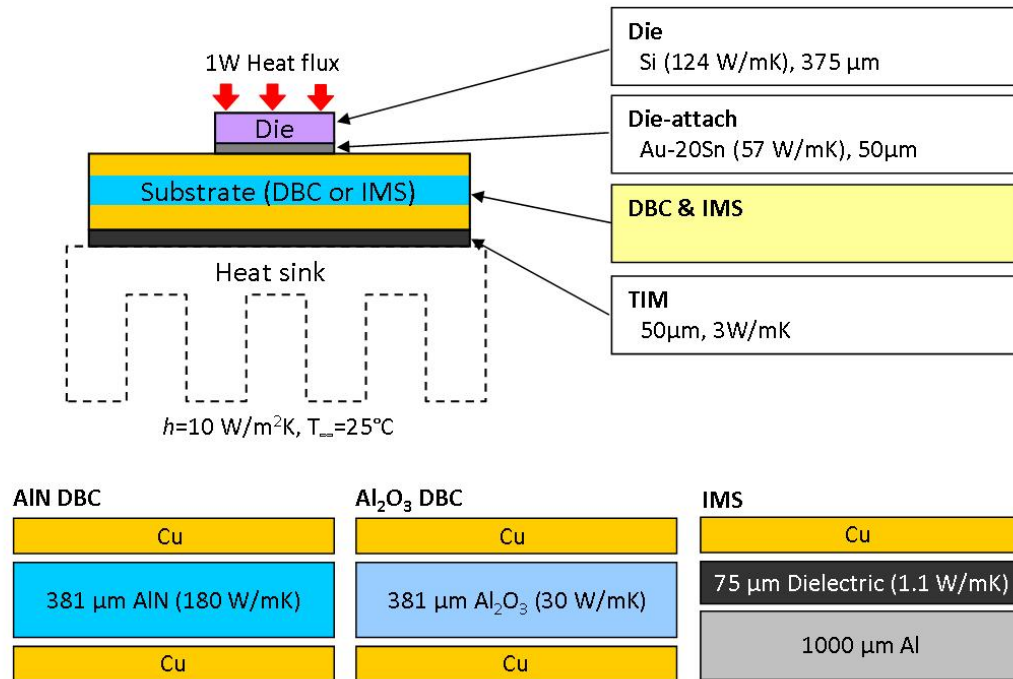 1W Heat flux
Die
Substrate (DBC or IMS)
Heat sink
h=10 W/m²K, T∞=25°C
Die
Si (124 W/mK), 375 µm
Die-attach
Au-20Sn (57 W/mK), 50µm
DBC & IMS
TIM
50µm, 3W/mK
AlN DBC
Cu
381 µm AlN (180 W/mK)
Cu
Al₂O₃ DBC
Cu
381 µm Al₂O₃ (30 W/mK)
Cu
IMS
Cu
75 µm Dielectric (1.1 W/mK)
1000 µm Al